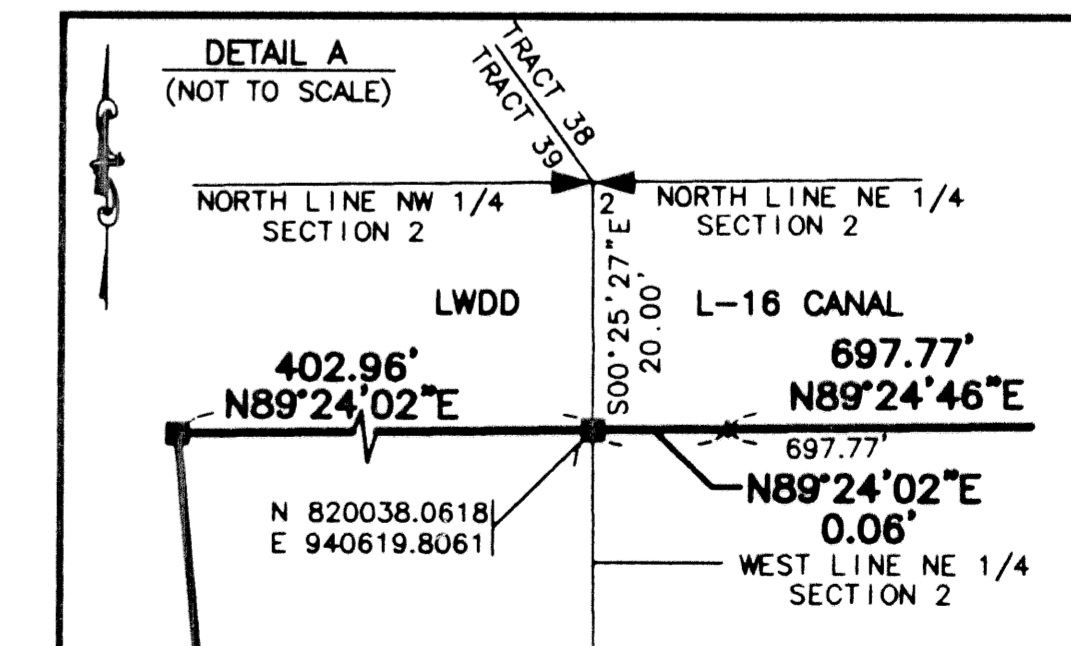 DETAIL A
(NOT TO SCALE)
TRACT 38
TRACT 39
NORTH LINE NW 1/4
SECTION 2
2
NORTH LINE NE 1/4
SECTION 2
S00°25'27"E
20.00'
LWDD
L-16 CANAL
402.96'
N89°24'02"E
697.77'
N89°24'46"E
697.77'
N89°24'02"E
0.06'
N 820038.0618
E 940619.8061
WEST LINE NE 1/4
SECTION 2